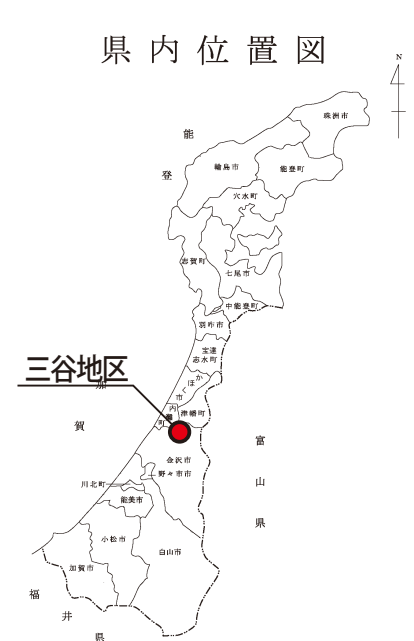 県内位置図
N
珠洲市
能登
輪島市
能登町
穴水町
志賀町
七尾市
中能登町
羽咋市
宝達
志水町
三谷地区
かほく市
内灘町
津幡町
加賀
金沢市
富山県
野々市市
川北町
能美市
小松市
白山市
加賀市
福井県